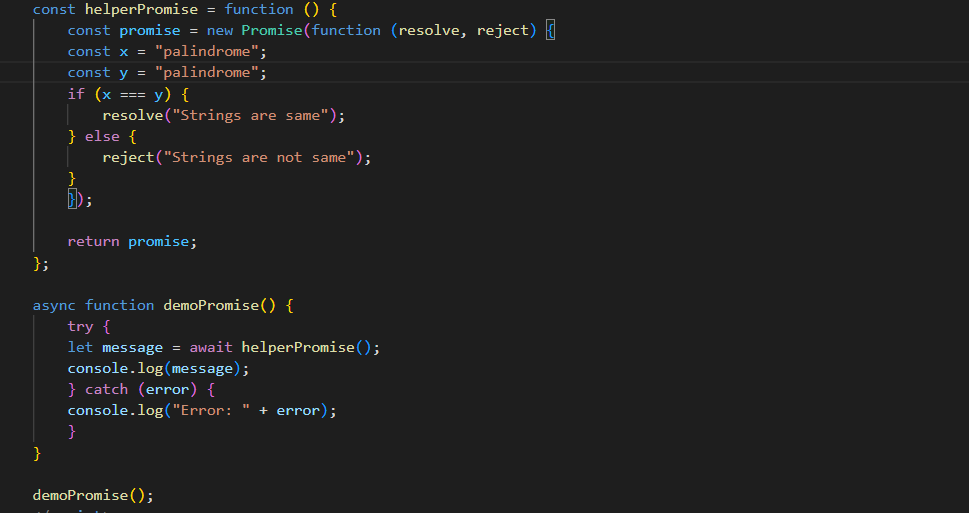 const helperPromise = function () {
    const promise = new Promise(function (resolve, reject) {
    const x = "palindrome";
    const y = "palindrome";
    if (x === y) {
        resolve("Strings are same");
    } else {
        reject("Strings are not same");
    }
    });

    return promise;
};

async function demoPromise() {
    try {
    let message = await helperPromise();
    console.log(message);
    } catch (error) {
    console.log("Error: " + error);
    }
}

demoPromise();